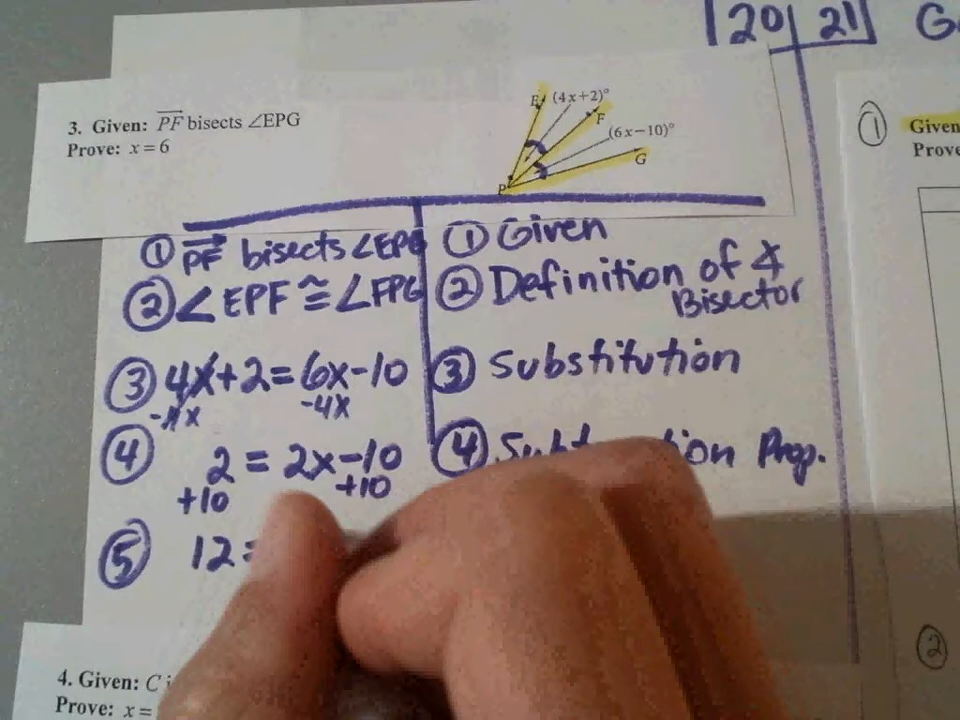 20 21 G
3. Given: PF bisects ∠EPG
Prove: x = 6
E (4x+2)°
F
(6x−10)°
G
P
① PF bisects ∠EPG ① Given
② ∠EPF ≅ ∠FPG ② Definition of ∡
Bisector
③ 4x+2=6x-10 ③ Substitution
-4x -4x
④ 2 = 2x-10 ④ Prop.
+10 +10
⑤ 12=
4. Given: C
Prove: x =
① Given
Prove
②